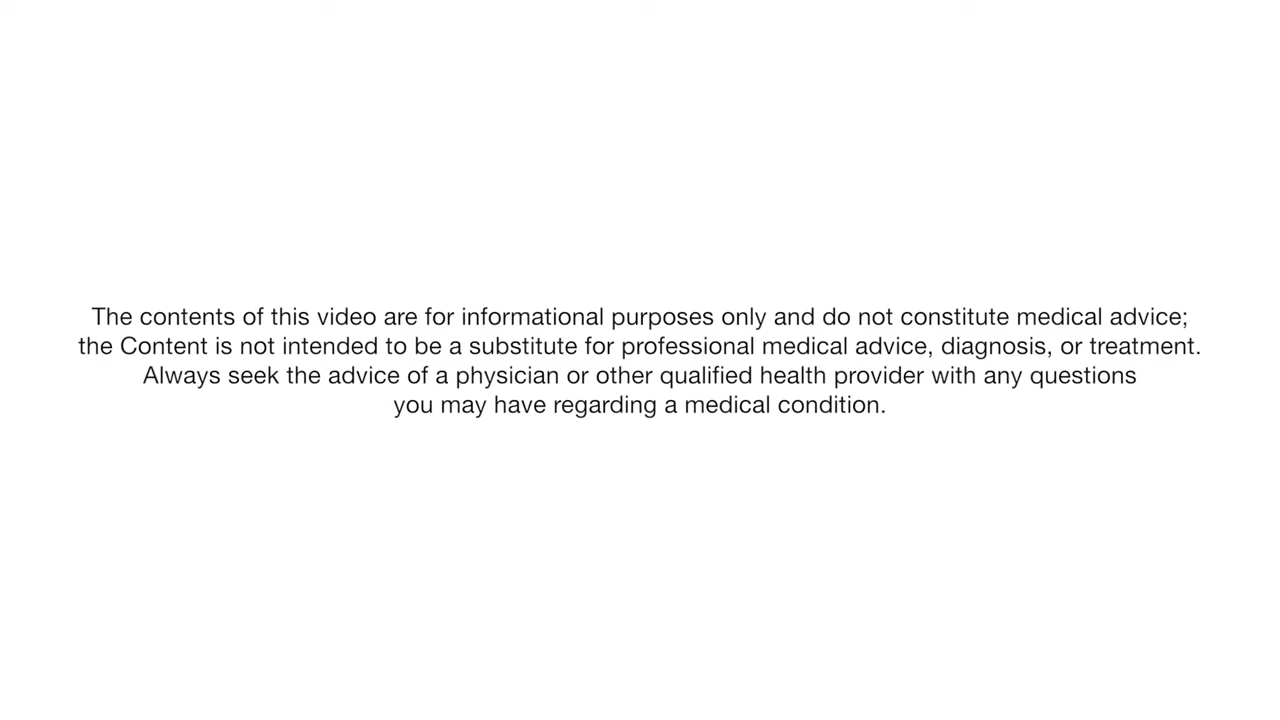 The contents of this video are for informational purposes only and do not constitute medical advice;
the Content is not intended to be a substitute for professional medical advice, diagnosis, or treatment.
Always seek the advice of a physician or other qualified health provider with any questions
you may have regarding a medical condition.